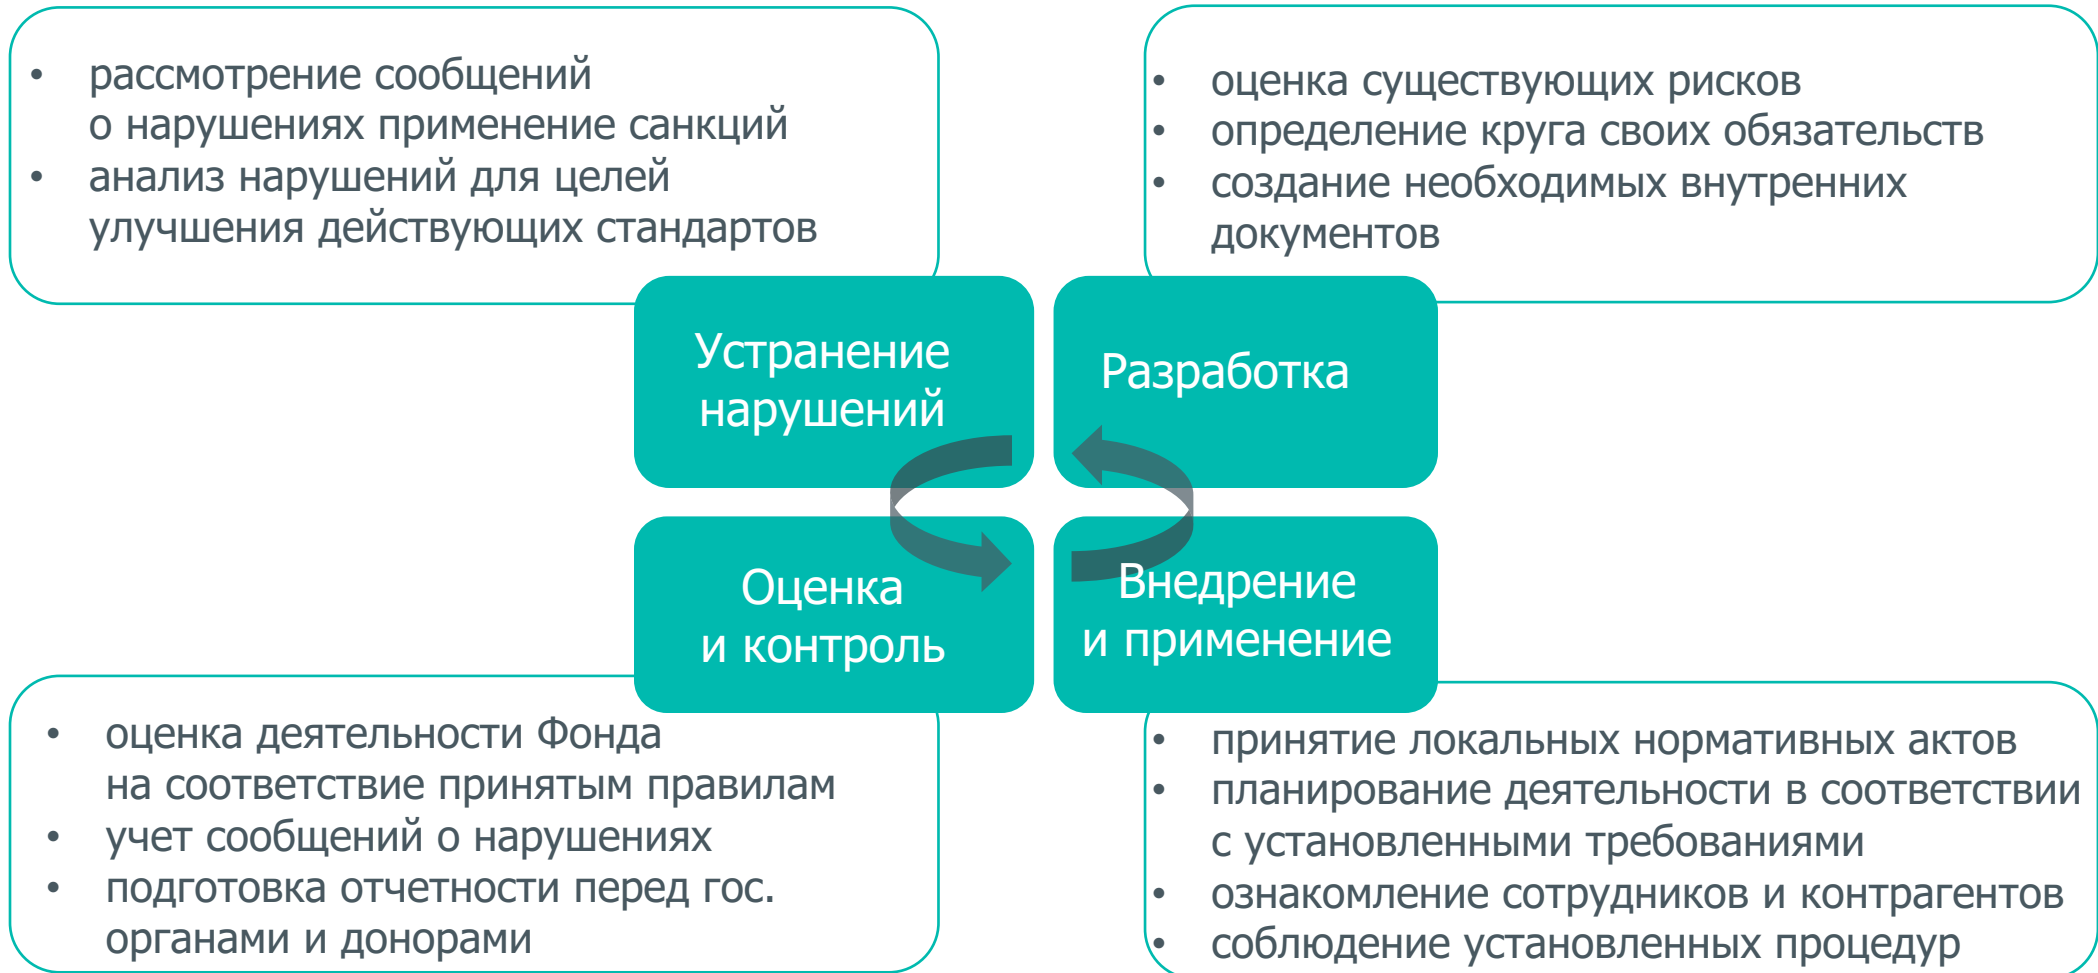 • рассмотрение сообщений
о нарушениях применение санкций
• анализ нарушений для целей
улучшения действующих стандартов
• оценка существующих рисков
• определение круга своих обязательств
• создание необходимых внутренних
документов
Устранение
нарушений
Разработка
Оценка
и контроль
Внедрение
и применение
• оценка деятельности Фонда
на соответствие принятым правилам
• учет сообщений о нарушениях
• подготовка отчетности перед гос.
органами и донорами
• принятие локальных нормативных актов
• планирование деятельности в соответствии
с установленными требованиями
• ознакомление сотрудников и контрагентов
• соблюдение установленных процедур